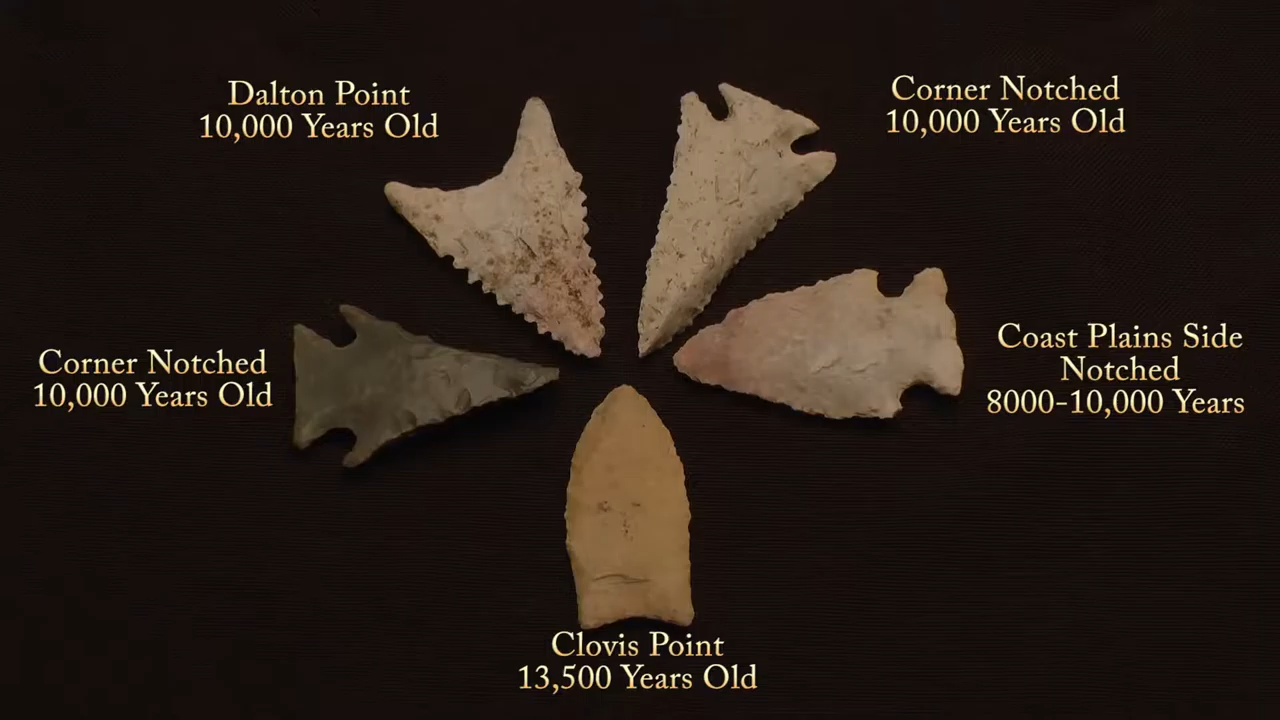 Dalton Point
10,000 Years Old
Corner Notched
10,000 Years Old
Corner Notched
10,000 Years Old
Coast Plains Side
Notched
8000-10,000 Years
Clovis Point
13,500 Years Old